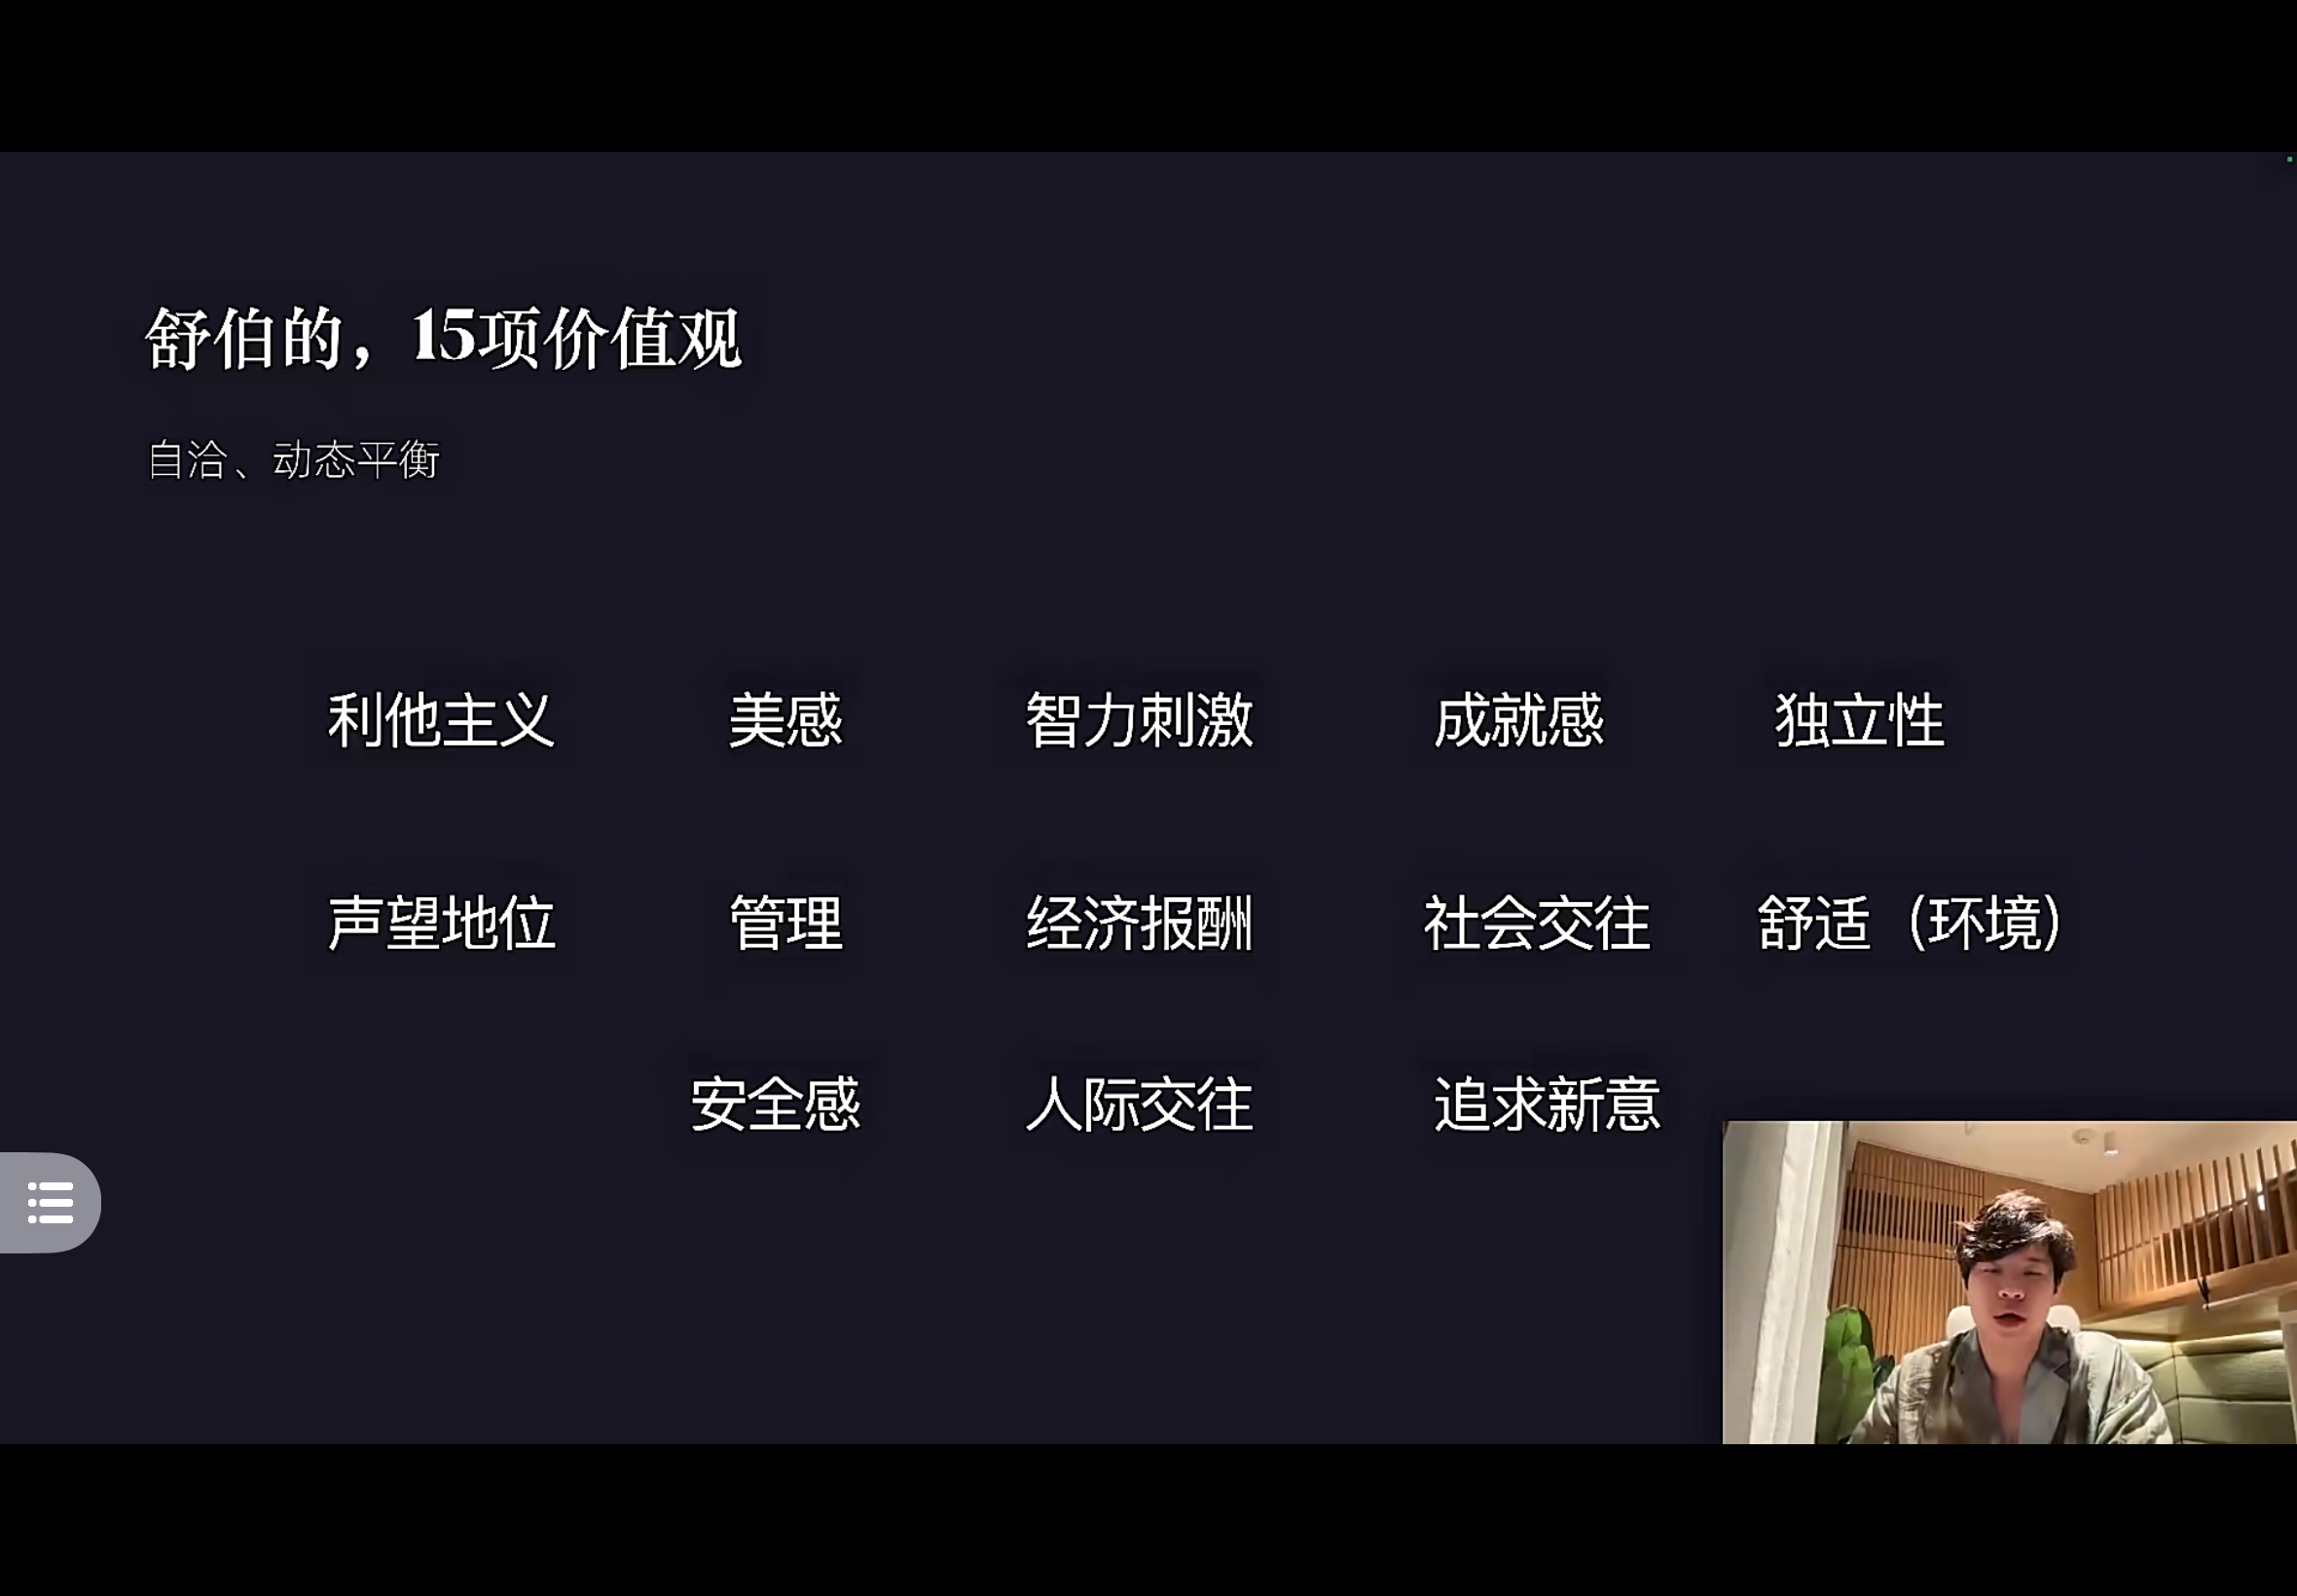 舒伯的，15项价值观
自洽、动态平衡
利他主义 美感 智力刺激 成就感 独立性
声望地位 管理 经济报酬 社会交往 舒适（环境）
安全感 人际交往 追求新意